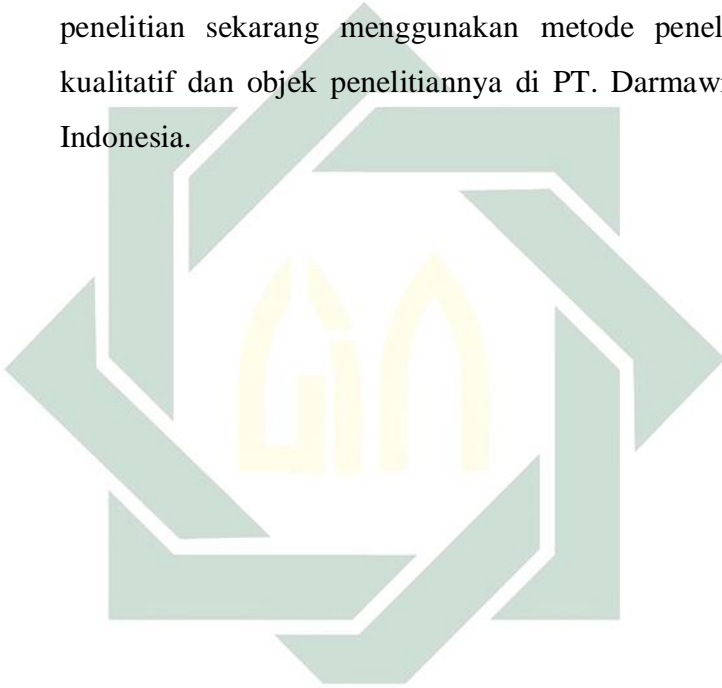 penelitian sekarang menggunakan metode penel
kualitatif dan objek penelitiannya di PT. Darmaw
Indonesia.